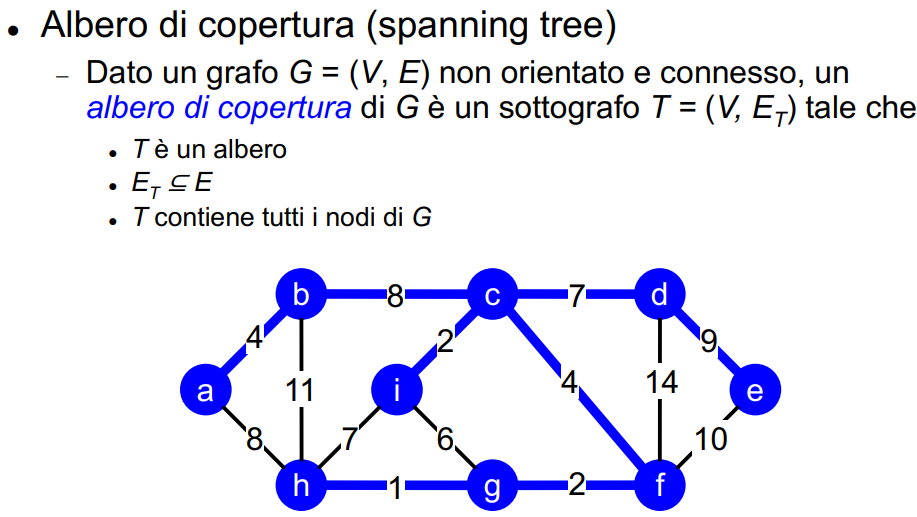 • Albero di copertura (spanning tree)
– Dato un grafo G = (V, E) non orientato e connesso, un
albero di copertura di G è un sottografo T = (V, E_T) tale che
• T è un albero
• E_T ⊆ E
• T contiene tutti i nodi di G
b 8 c 7 d
4 2 9
a 11 i 4 14 e
8 7 6 10
h 1 g 2 f